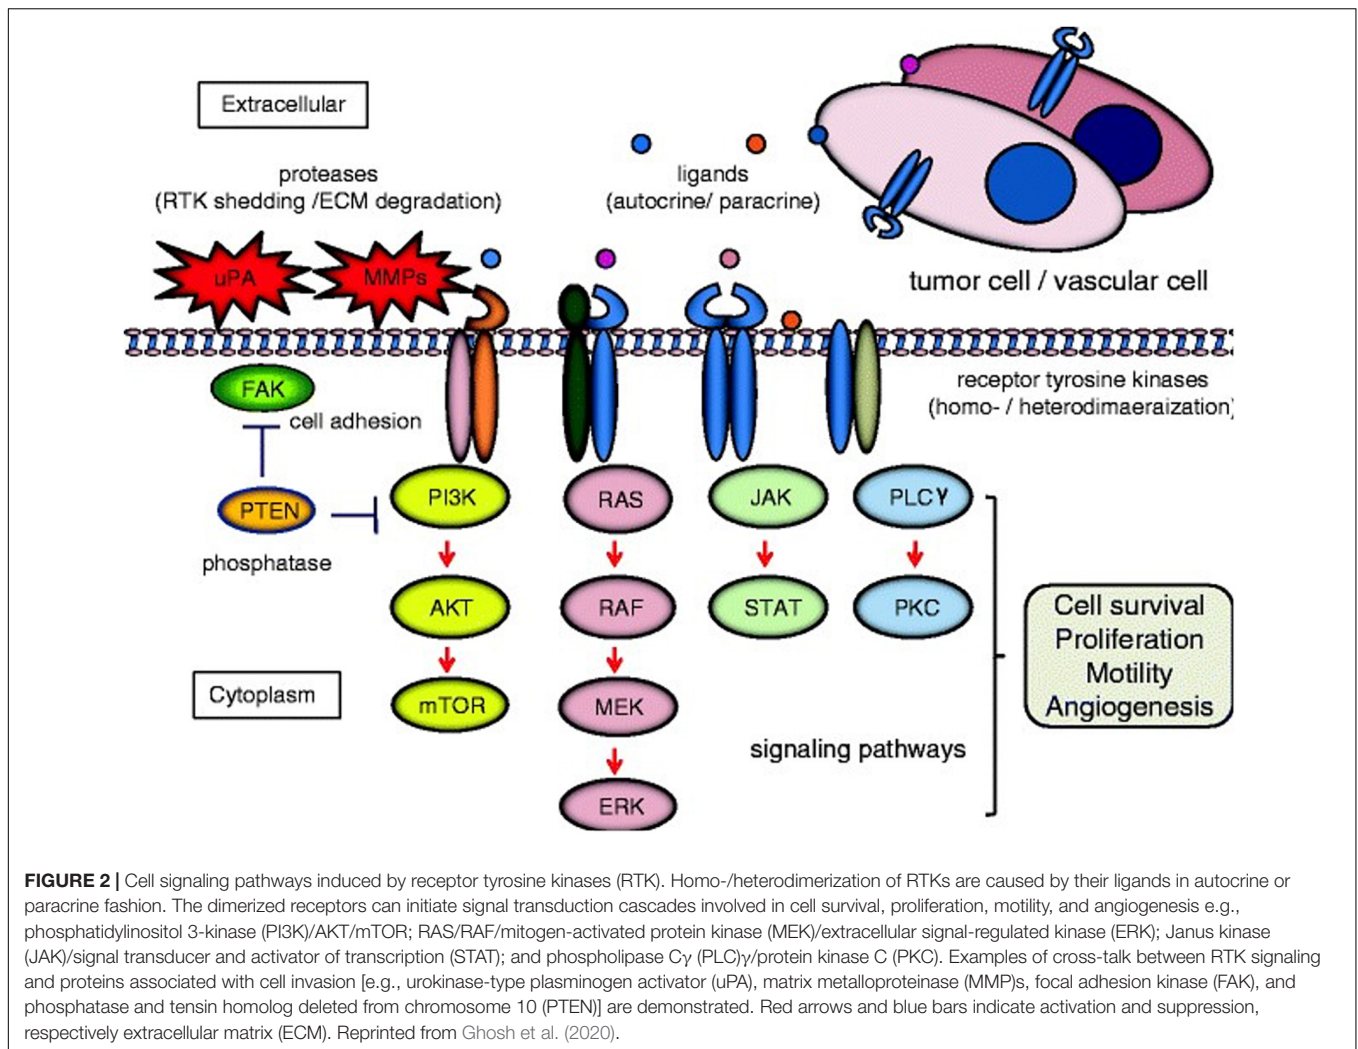 Extracellular
proteases
(RTK shedding /ECM degradation)
ligands
(autocrine/ paracrine)
tumor cell / vascular cell
uPA
MMPs
FAK
cell adhesion
receptor tyrosine kinases
(homo- / heterodimaeraization)
PTEN
phosphatase
PI3K
RAS
JAK
PLCγ
AKT
RAF
STAT
PKC
mTOR
MEK
ERK
Cytoplasm
signaling pathways
Cell survival
Proliferation
Motility
Angiogenesis
FIGURE 2 | Cell signaling pathways induced by receptor tyrosine kinases (RTK). Homo-/heterodimerization of RTKs are caused by their ligands in autocrine or
paracrine fashion. The dimerized receptors can initiate signal transduction cascades involved in cell survival, proliferation, motility, and angiogenesis e.g.,
phosphatidylinositol 3-kinase (PI3K)/AKT/mTOR; RAS/RAF/mitogen-activated protein kinase (MEK)/extracellular signal-regulated kinase (ERK); Janus kinase
(JAK)/signal transducer and activator of transcription (STAT); and phospholipase Cγ (PLC)γ/protein kinase C (PKC). Examples of cross-talk between RTK signaling
and proteins associated with cell invasion [e.g., urokinase-type plasminogen activator (uPA), matrix metalloproteinase (MMP)s, focal adhesion kinase (FAK), and
phosphatase and tensin homolog deleted from chromosome 10 (PTEN)] are demonstrated. Red arrows and blue bars indicate activation and suppression,
respectively extracellular matrix (ECM). Reprinted from Ghosh et al. (2020).